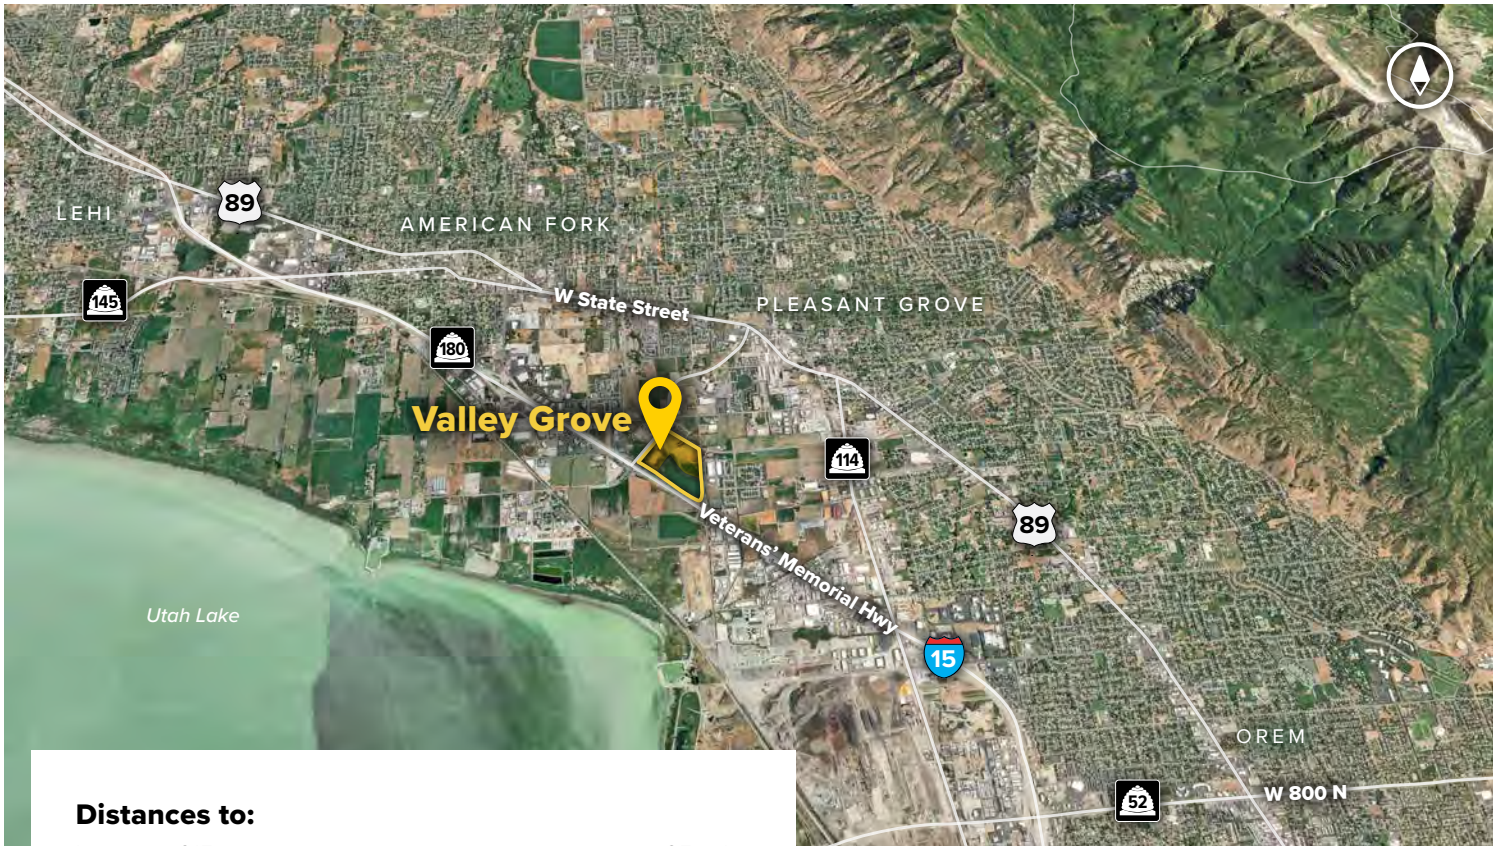 89
LEHI
AMERICAN FORK
145
W State Street
PLEASANT GROVE
180
Valley Grove
114
Veterans' Memorial Hwy
89
Utah Lake
15
OREM
52
W 800 N
Distances to: